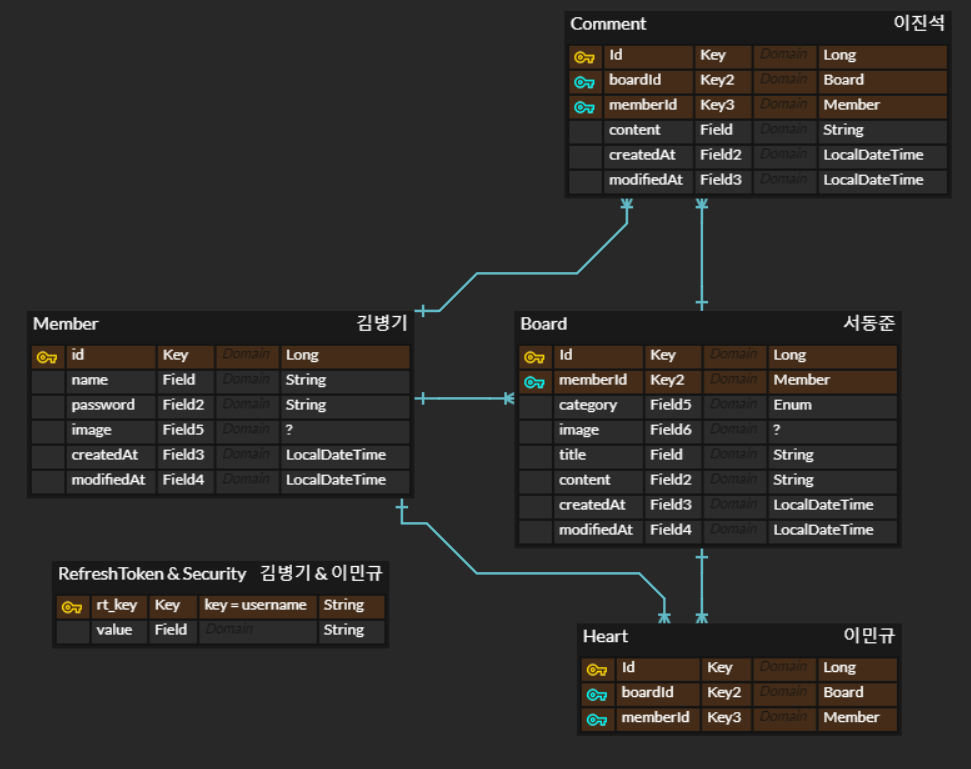 Comment 이진석
Id Key Domain Long
boardId Key2 Domain Board
memberId Key3 Domain Member
content Field Domain String
createdAt Field2 Domain LocalDateTime
modifiedAt Field3 Domain LocalDateTime
Member 김병기
id Key Domain Long
name Field Domain String
password Field2 Domain String
image Field5 Domain ?
createdAt Field3 Domain LocalDateTime
modifiedAt Field4 Domain LocalDateTime
Board 서동준
Id Key Domain Long
memberId Key2 Domain Member
category Field5 Domain Enum
image Field6 Domain ?
title Field Domain String
content Field2 Domain String
createdAt Field3 Domain LocalDateTime
modifiedAt Field4 Domain LocalDateTime
RefreshToken & Security 김병기 & 이민규
rt_key Key key = username String
value Field Domain String
Heart 이민규
Id Key Domain Long
boardId Key2 Domain Board
memberId Key3 Domain Member